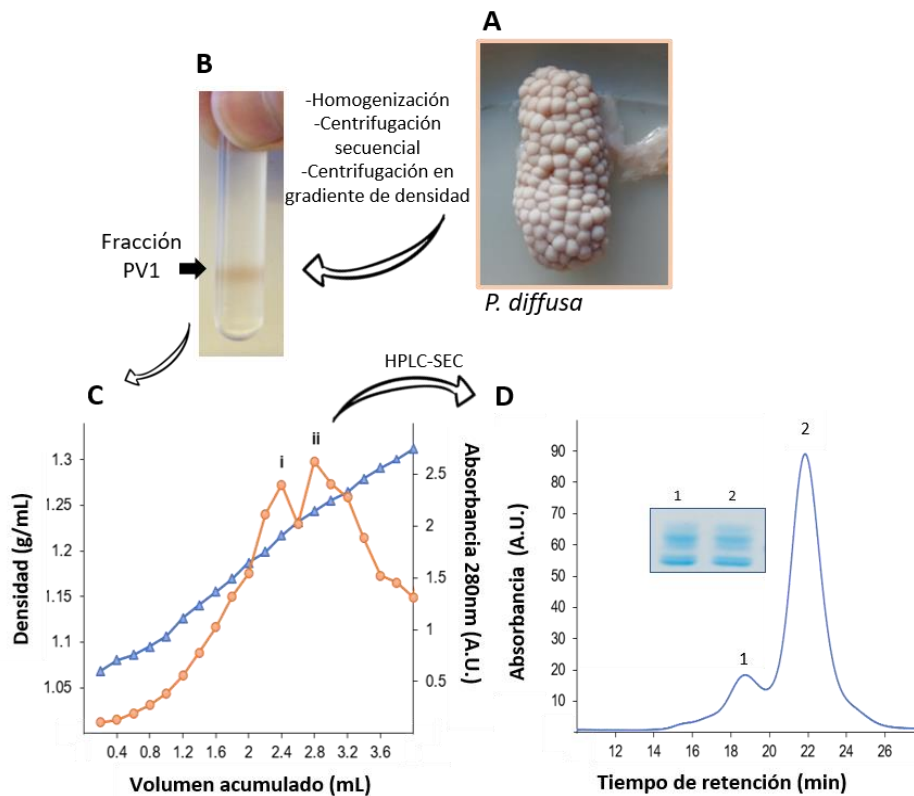 A
B
-Homogenización
-Centrifugación
secuencial
-Centrifugación en
gradiente de densidad
Fracción
PV1
P. diffusa
HPLC-SEC
C
Densidad (g/mL)
1.3
1.25
1.2
1.15
1.1
1.05
i
ii
2.5
2
1.5
1
0.5
Absorbancia 280nm (A.U.)
0.4 0.8 1.2 1.6 2 2.4 2.8 3.2 3.6
Volumen acumulado (mL)
D
Absorbancia (A.U.)
90
80
70
60
50
40
30
20
10
1 2
1
2
12 14 16 18 20 22 24 26
Tiempo de retención (min)